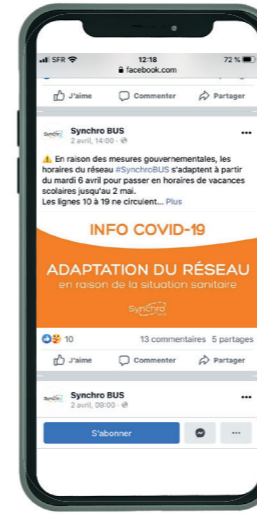 SFR 12:18 72 %
facebook.com
J'aime Commenter Partager
Synchro BUS
2 avril, 14:00
⚠ En raison des mesures gouvernementales, les
horaires du réseau #SynchroBUS s'adaptent à partir
du mardi 6 avril pour passer en horaires de vacances
scolaires jusqu'au 2 mai.
Les lignes 10 à 19 ne circulent... Plus
INFO COVID-19
ADAPTATION DU RÉSEAU
en raison de la situation sanitaire
Synchro
10 13 commentaires 5 partages
J'aime Commenter Partager
Synchro BUS
2 avril, 09:00
S'abonner